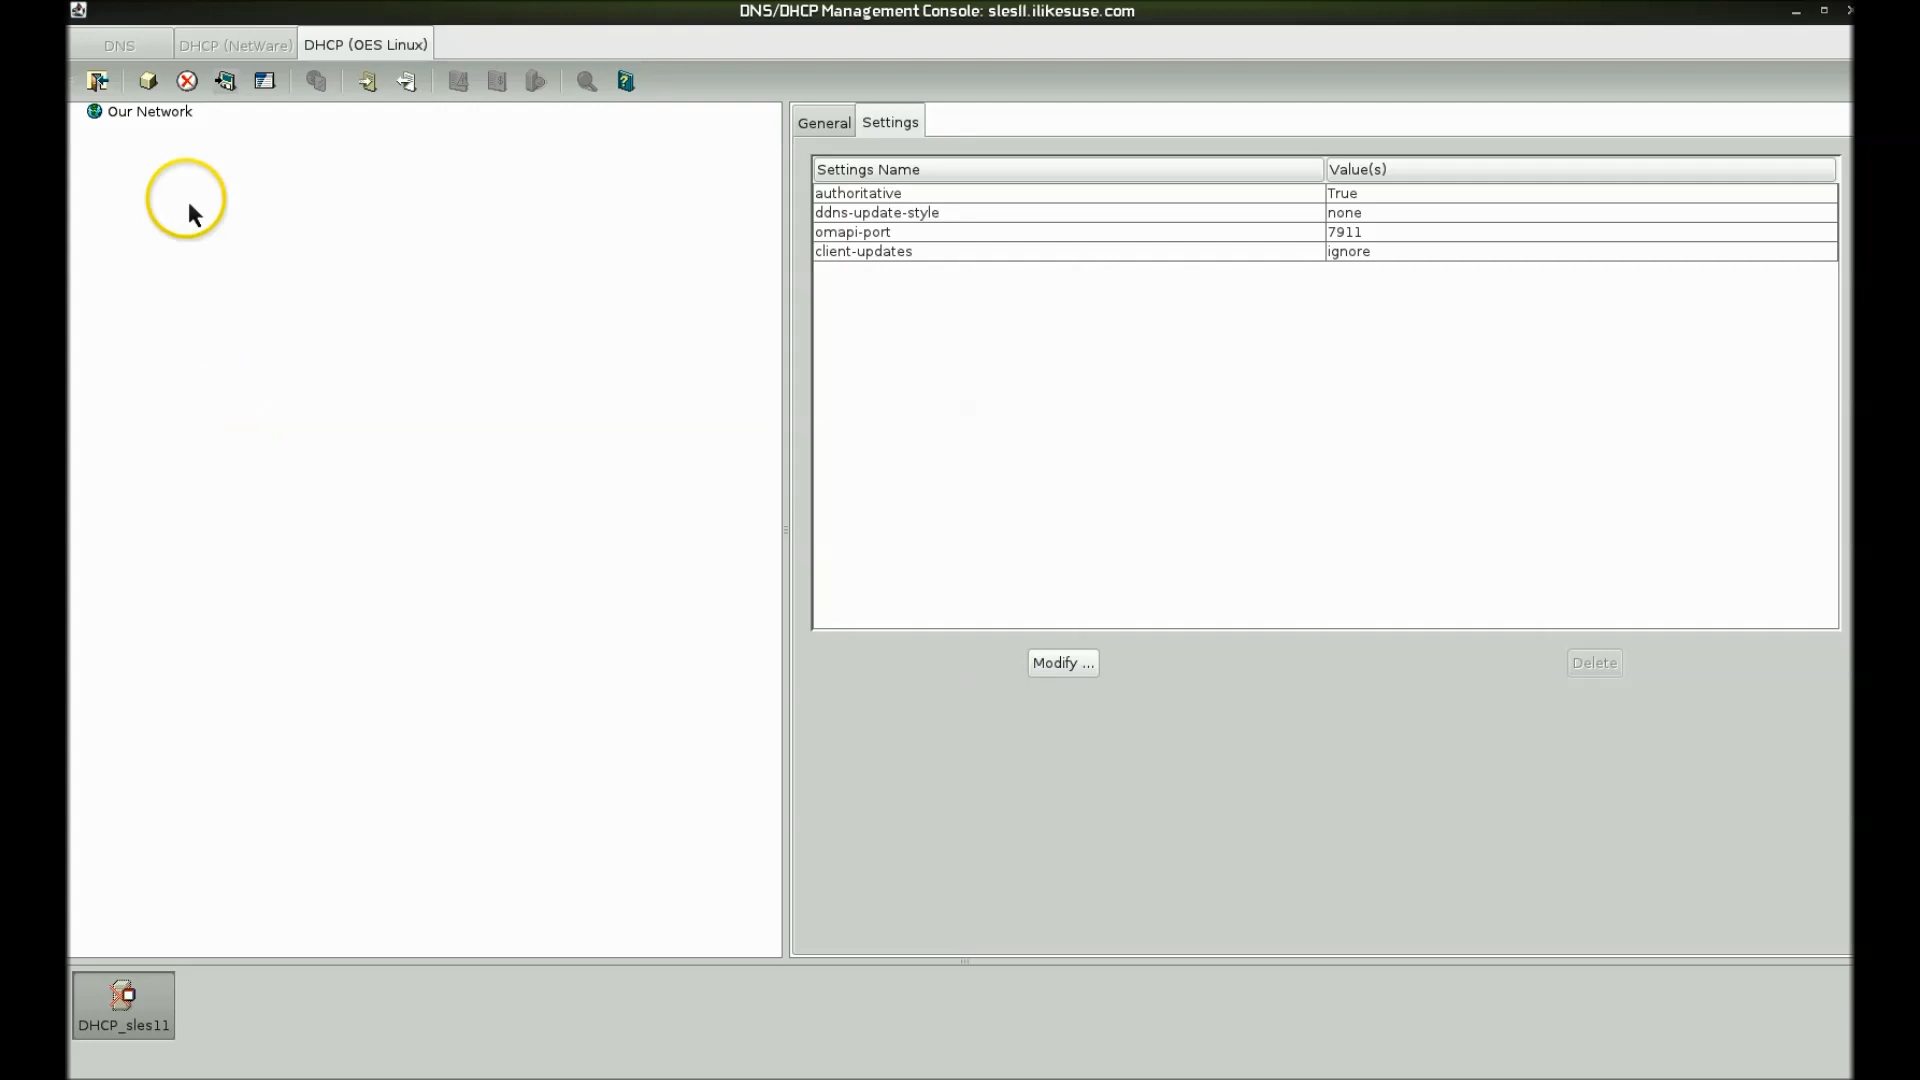 DNS/DHCP Management Console: sles11.ilikesuse.com
DNS
DHCP (NetWare)
DHCP (OES Linux)
Our Network
General
Settings
Settings Name Value(s)
authoritative True
ddns-update-style none
omapi-port 7911
client-updates ignore
Modify ...
Delete
DHCP_sles11